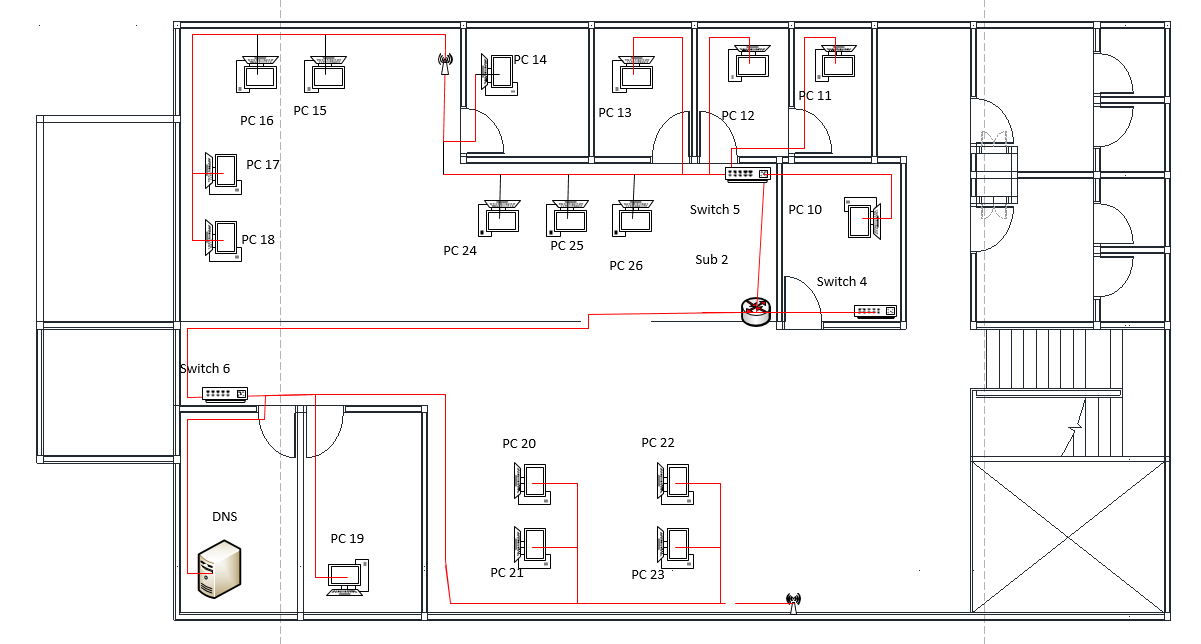 PC 14
PC 16
PC 15
PC 13
PC 12
PC 11
PC 17
PC 18
PC 24
PC 25
PC 26
Switch 5
PC 10
Sub 2
Switch 4
Switch 6
PC 20
PC 22
DNS
PC 19
PC 21
PC 23